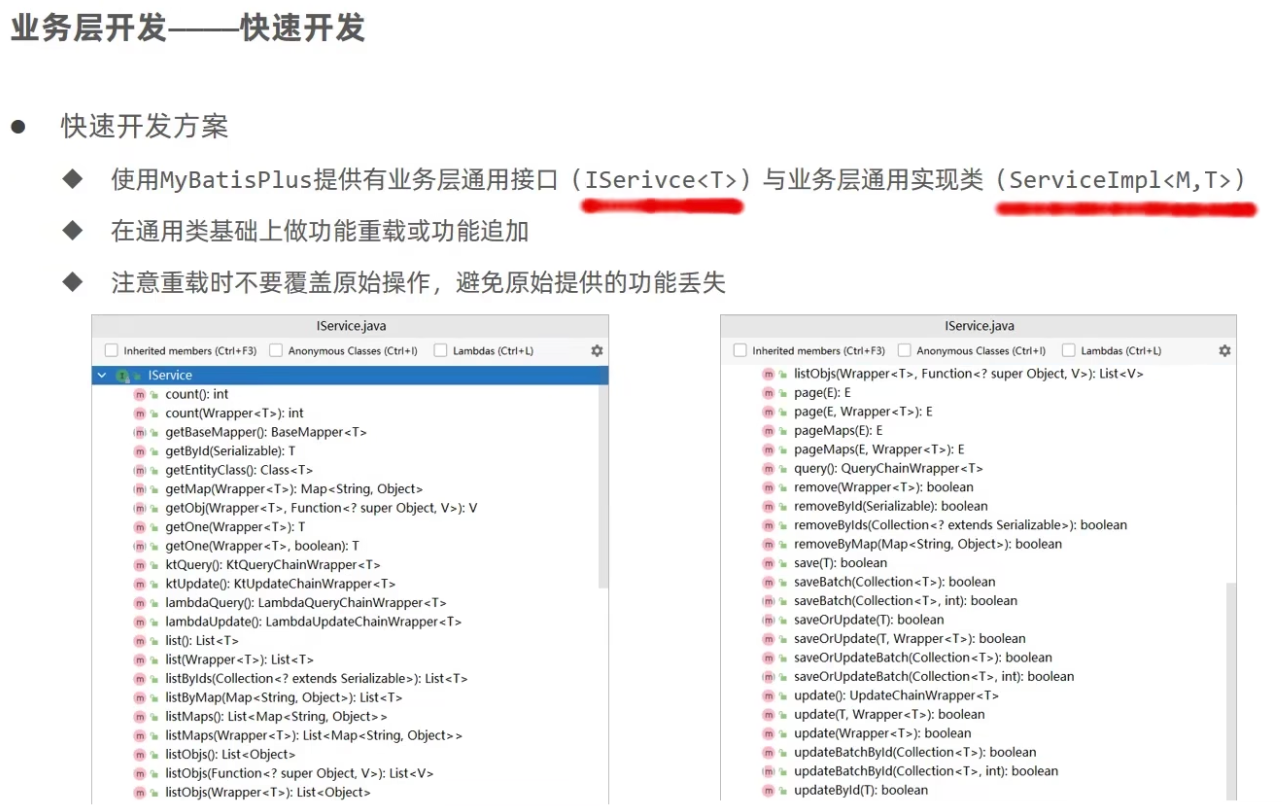 业务层开发————快速开发
● 快速开发方案
◆ 使用MyBatisPlus提供有业务层通用接口（ISerivce<T>）与业务层通用实现类（ServiceImpl<M,T>）
◆ 在通用类基础上做功能重载或功能追加
◆ 注意重载时不要覆盖原始操作，避免原始提供的功能丢失
IService.java
Inherited members (Ctrl+F3) Anonymous Classes (Ctrl+I) Lambdas (Ctrl+L)
IService
count(): int
count(Wrapper<T>): int
getBaseMapper(): BaseMapper<T>
getById(Serializable): T
getEntityClass(): Class<T>
getMap(Wrapper<T>): Map<String, Object>
getObj(Wrapper<T>, Function<? super Object, V>): V
getOne(Wrapper<T>): T
getOne(Wrapper<T>, boolean): T
ktQuery(): KtQueryChainWrapper<T>
ktUpdate(): KtUpdateChainWrapper<T>
lambdaQuery(): LambdaQueryChainWrapper<T>
lambdaUpdate(): LambdaUpdateChainWrapper<T>
list(): List<T>
list(Wrapper<T>): List<T>
listByIds(Collection<? extends Serializable>): List<T>
listByMap(Map<String, Object>): List<T>
listMaps(): List<Map<String, Object>>
listMaps(Wrapper<T>): List<Map<String, Object>>
listObjs(): List<Object>
listObjs(Function<? super Object, V>): List<V>
listObjs(Wrapper<T>): List<Object>
IService.java
Inherited members (Ctrl+F3) Anonymous Classes (Ctrl+I) Lambdas (Ctrl+L)
listObjs(Wrapper<T>, Function<? super Object, V>): List<V>
page(E): E
page(E, Wrapper<T>): E
pageMaps(E): E
pageMaps(E, Wrapper<T>): E
query(): QueryChainWrapper<T>
remove(Wrapper<T>): boolean
removeById(Serializable): boolean
removeByIds(Collection<? extends Serializable>): boolean
removeByMap(Map<String, Object>): boolean
save(T): boolean
saveBatch(Collection<T>): boolean
saveBatch(Collection<T>, int): boolean
saveOrUpdate(T): boolean
saveOrUpdate(T, Wrapper<T>): boolean
saveOrUpdateBatch(Collection<T>): boolean
saveOrUpdateBatch(Collection<T>, int): boolean
update(): UpdateChainWrapper<T>
update(T, Wrapper<T>): boolean
update(Wrapper<T>): boolean
updateBatchById(Collection<T>): boolean
updateBatchById(Collection<T>, int): boolean
updateById(T): boolean